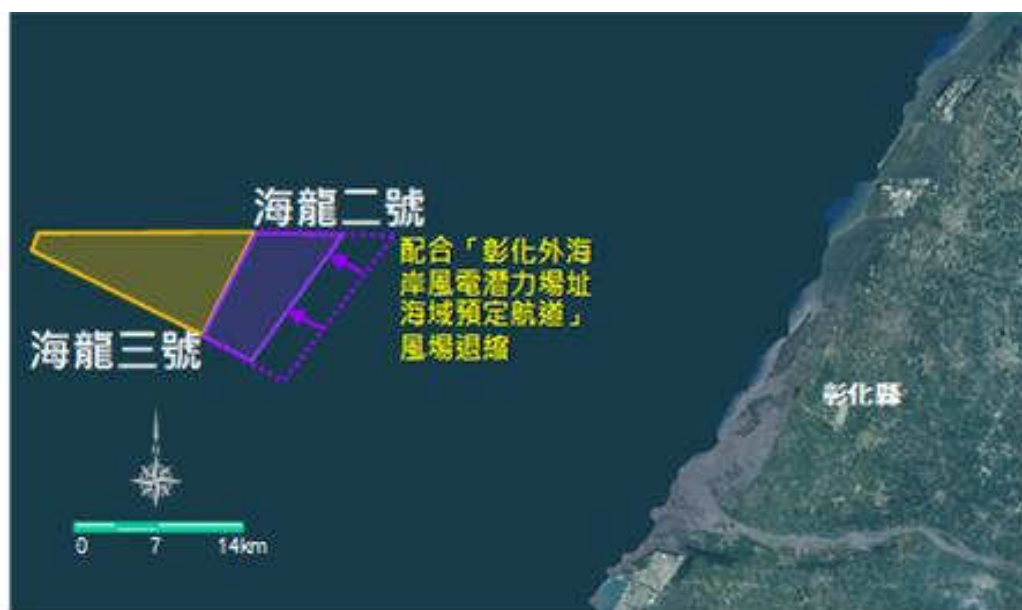 海龍二號
配合「彰化外海
岸風電潛力場址
海域預定航道」
風場退縮
海龍三號
彰化縣
0 7 14km